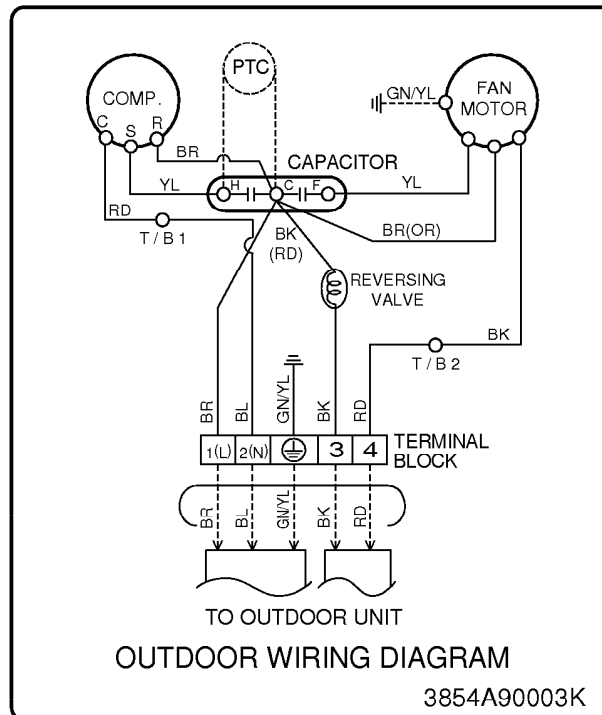 PTC
COMP.
C
S
R
FAN
MOTOR
GN/YL
BR
CAPACITOR
YL
H
C
F
YL
RD
T / B 1
BK
(RD)
BR(OR)
REVERSING
VALVE
BK
T / B 2
BR
BL
GN/YL
BK
RD
1(L)
2(N)
3
4
TERMINAL
BLOCK
BR
BL
GN/YL
BK
RD
TO OUTDOOR UNIT
OUTDOOR WIRING DIAGRAM
3854A90003K